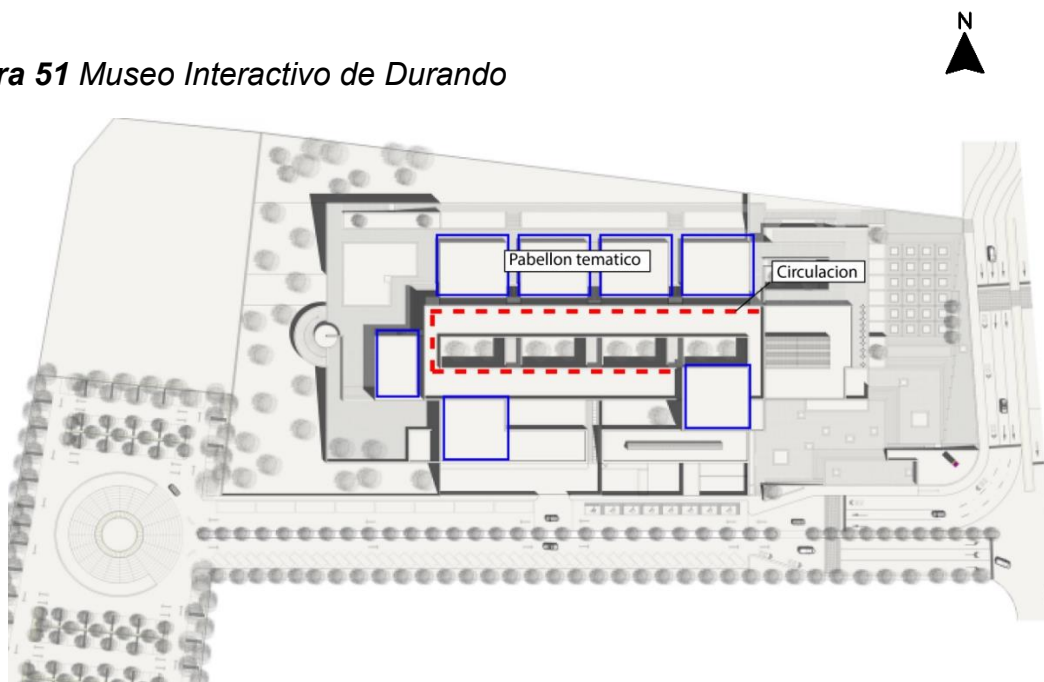 N
ra 51 Museo Interactivo de Durando
Pabellon tematico
Circulacion